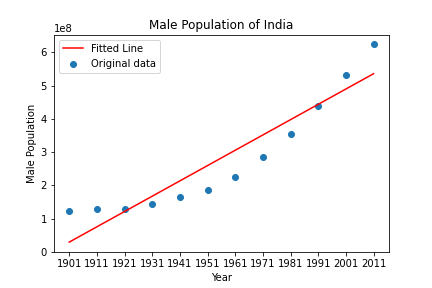 Male Population of India
1e8
Fitted Line
Original data
6
5
4
3
2
1
0
Male Population
1901 1911 1921 1931 1941 1951 1961 1971 1981 1991 2001 2011
Year